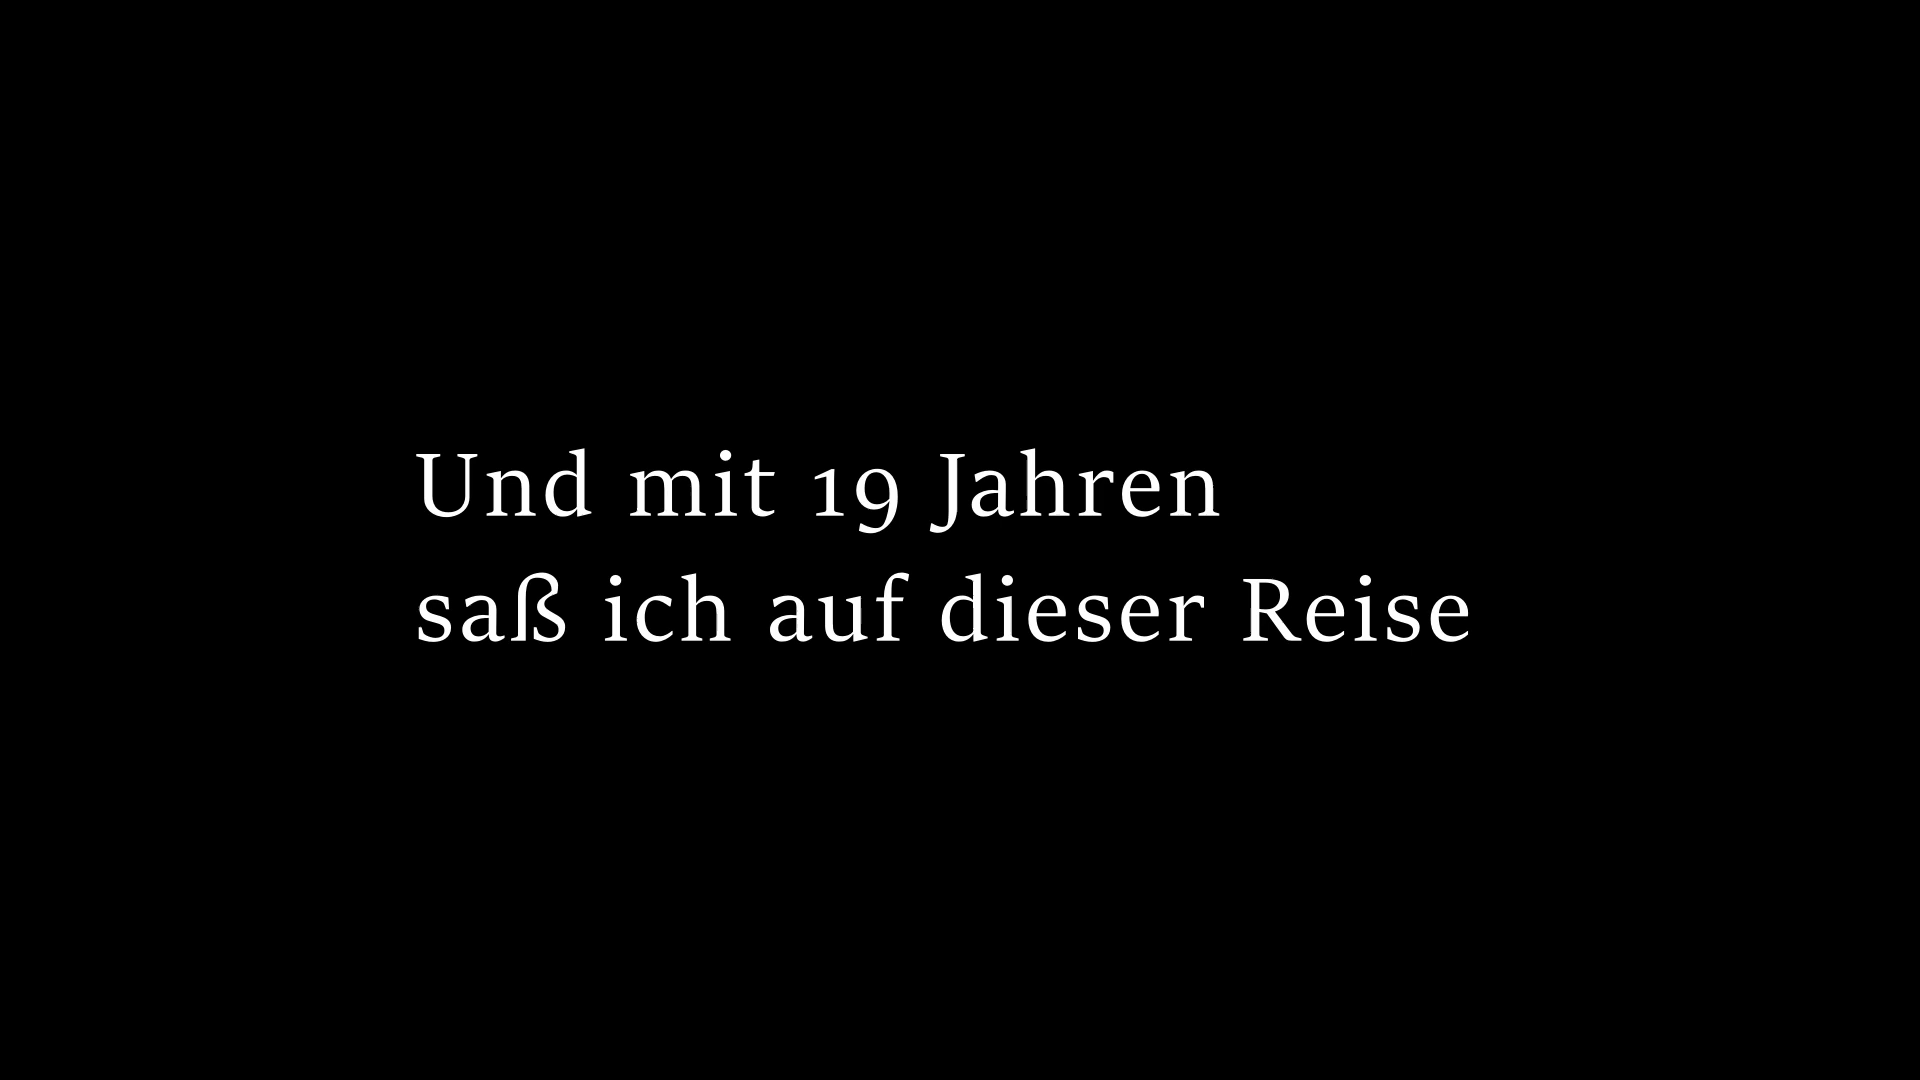 Und mit 19 Jahren
saß ich auf dieser Reise